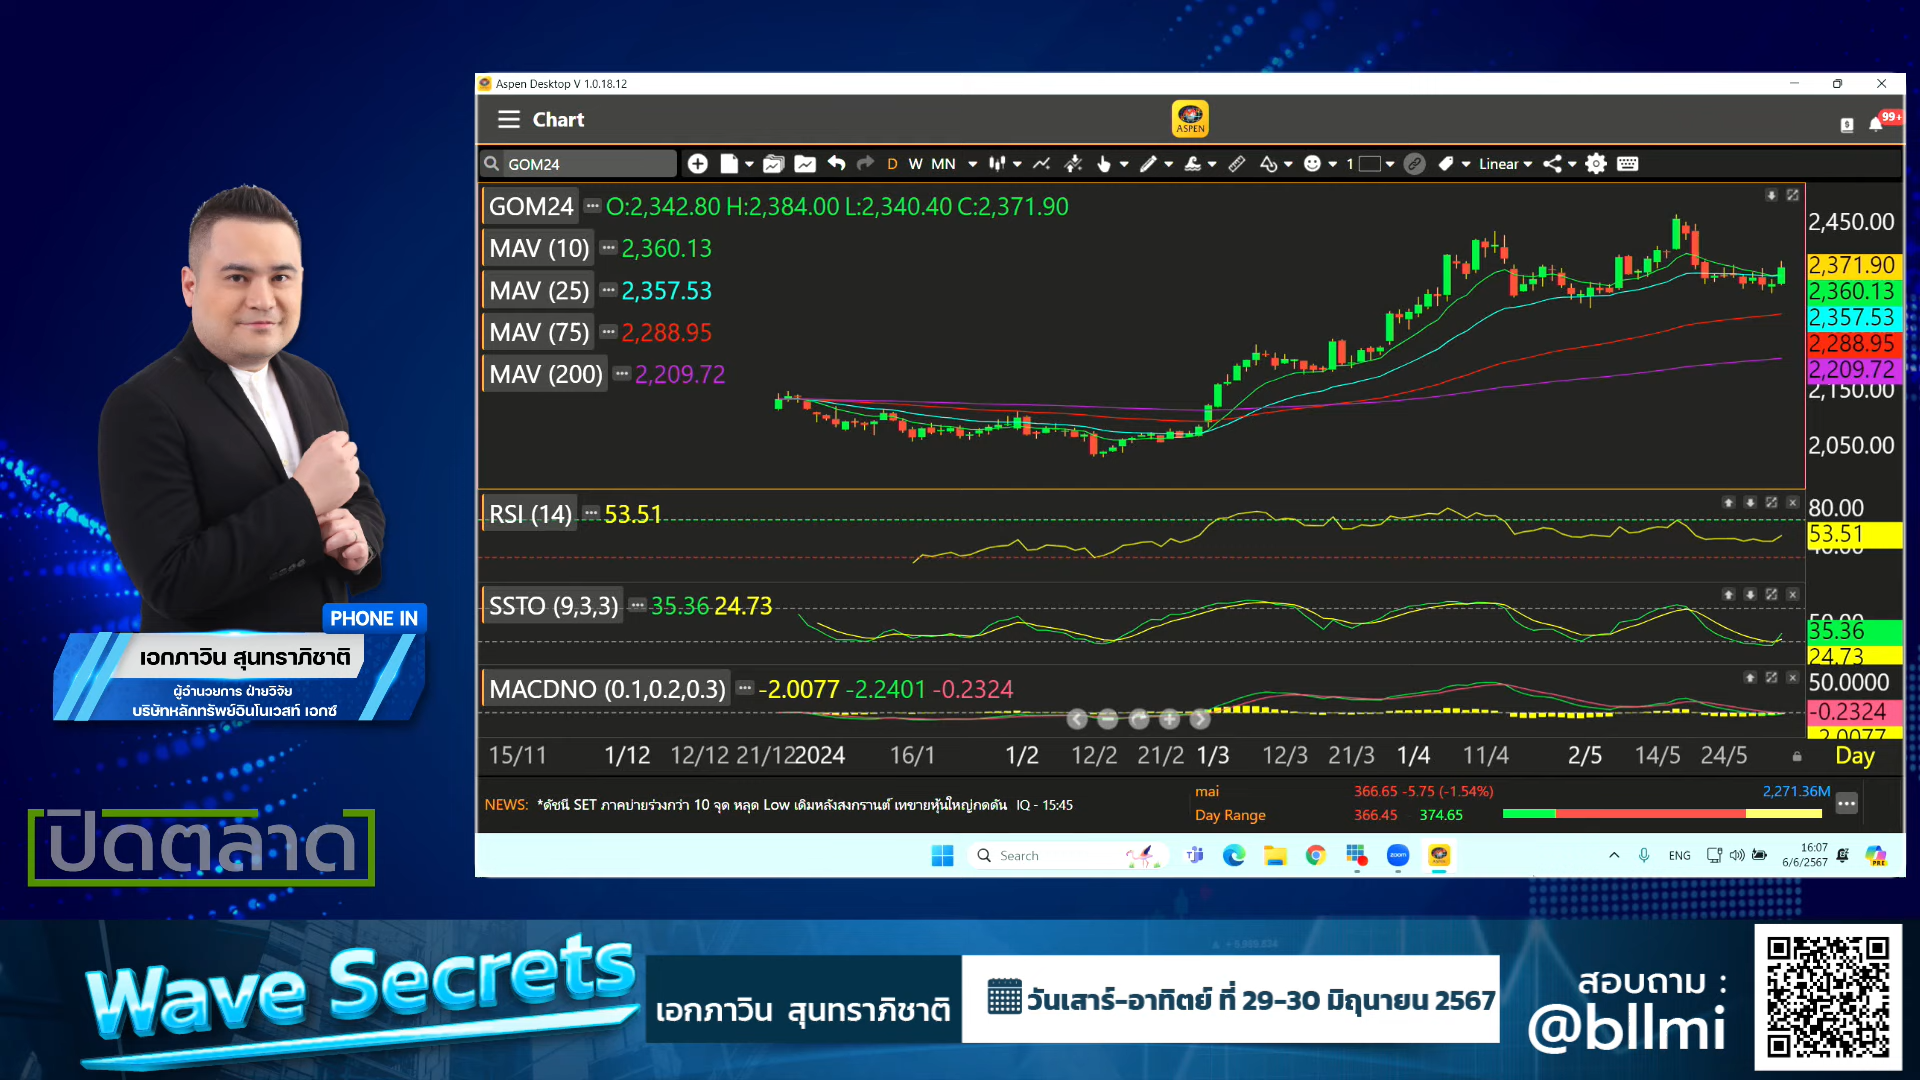 Aspen Desktop V 1.0.18.12
Chart
ASPEN
99+
GOM24
D W MN
1
Linear
GOM24 O:2,342.80 H:2,384.00 L:2,340.40 C:2,371.90
MAV (10) 2,360.13
MAV (25) 2,357.53
MAV (75) 2,288.95
MAV (200) 2,209.72
2,450.00
2,371.90
2,360.13
2,357.53
2,288.95
2,209.72
2,150.00
2,050.00
RSI (14) 53.51
80.00
53.51
SSTO (9,3,3) 35.36 24.73
35.36
24.73
MACDNO (0.1,0.2,0.3) -2.0077 -2.2401 -0.2324
50.0000
-0.2324
-2.0077
15/11 1/12 12/12 21/12 2024 16/1 1/2 12/2 21/2 1/3 12/3 21/3 1/4 11/4 2/5 14/5 24/5 Day
NEWS: *ดัชนี SET ภาคบ่ายร่วงกว่า 10 จุด หลุด Low เดิมหลังสงกรานต์ เทขายหุ้นใหญ่กดดัน IQ - 15:45
mai 366.65 -5.75 (-1.54%) 2,271.36M
Day Range 366.45 - 374.65
Search
zoom
ENG
16:07
6/6/2567
PRE
PHONE IN
เอกภาวิน สุนทราภิชาติ
ผู้อำนวยการ ฝ่ายวิจัย
บริษัทหลักทรัพย์อินโนเวสท์ เอกซ์
ปิดตลาด
Wave Secrets
เอกภาวิน สุนทราภิชาติ
วันเสาร์-อาทิตย์ ที่ 29-30 มิถุนายน 2567
สอบถาม :
@bllmi